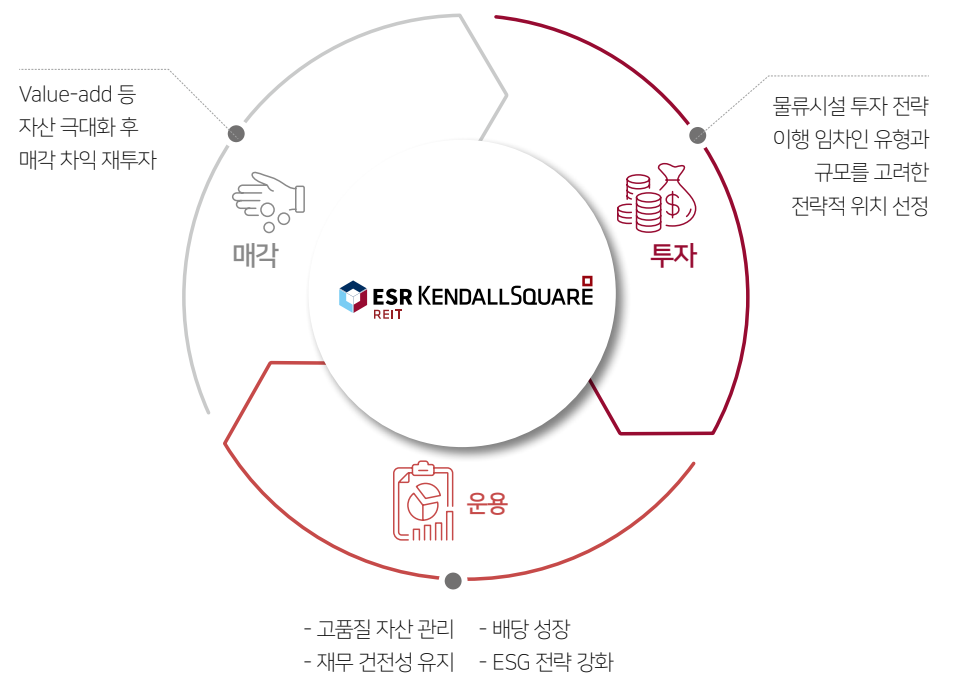 Value-add 등
자산 극대화 후
매각 차익 재투자
물류시설 투자 전략
이행 임차인 유형과
규모를 고려한
전략적 위치 선정
매각
$
투자
ESR KENDALLSQUARE
REIT
운용
- 고품질 자산 관리 - 배당 성장
- 재무 건전성 유지 - ESG 전략 강화